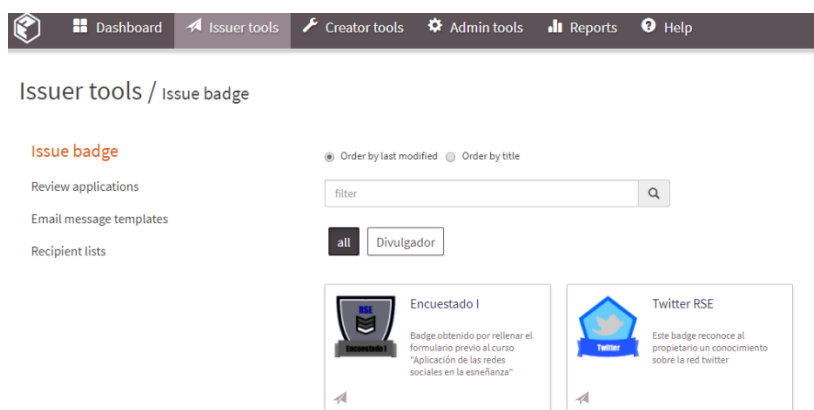 Dashboard Issuer tools Creator tools Admin tools Reports Help
Issuer tools / Issue badge
Issue badge
Review applications
Email message templates
Recipient lists
Order by last modified Order by title
filter
all Divulgador
RSE
Encuestado I
Encuestado I
Badge obtenido por rellenar el
formulario previo al curso
"Aplicación de las redes
sociales en la esneñanza"
Twitter
Twitter RSE
Este badge reconoce al
propietario un conocimiento
sobre la red twitter